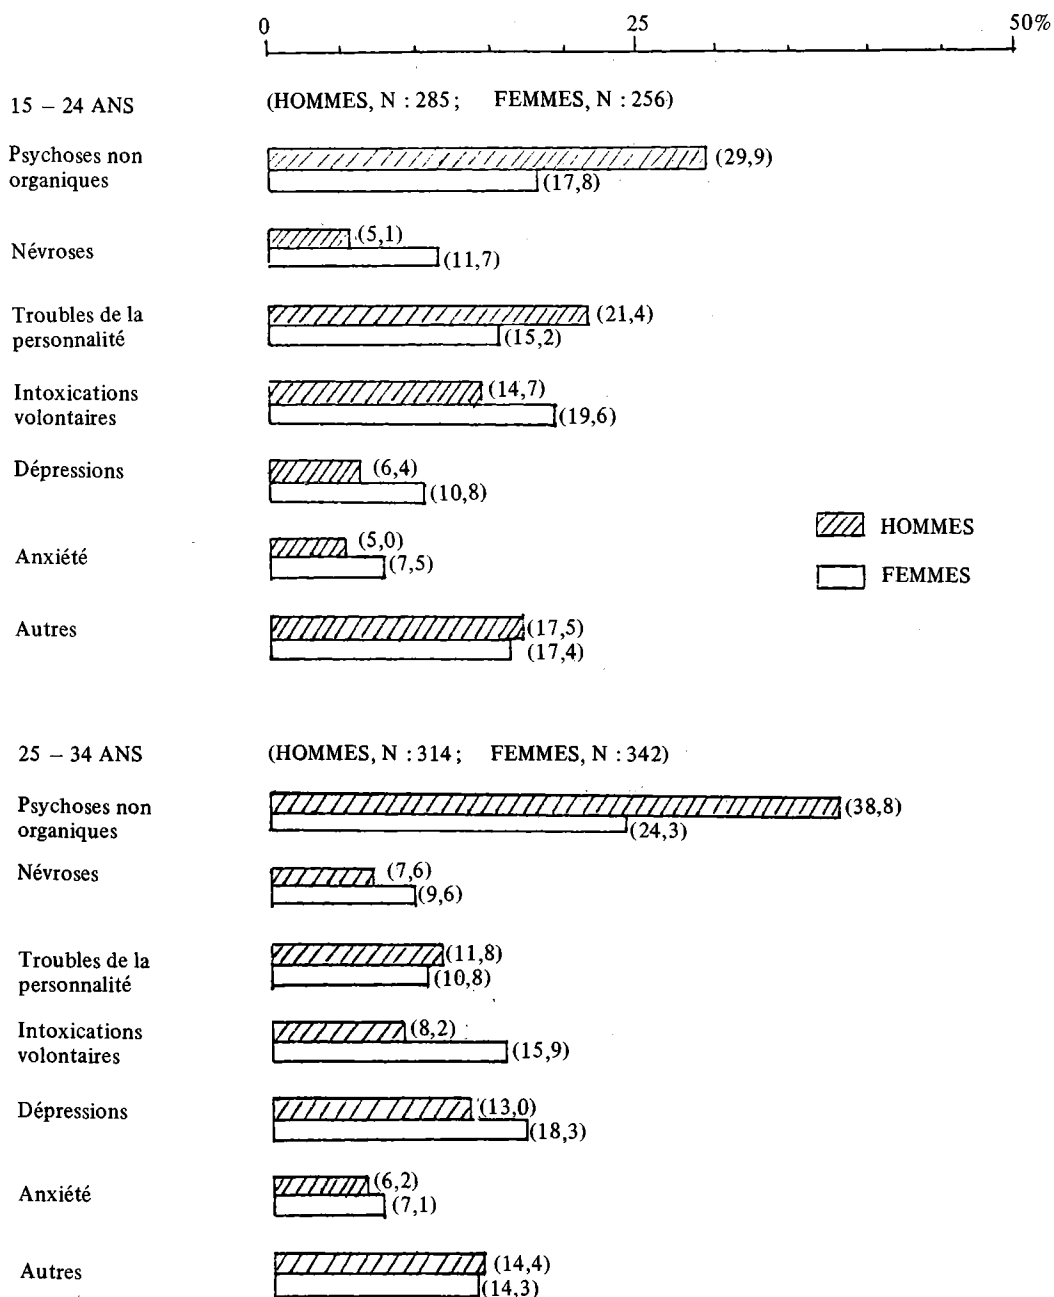 0 25 50%
15 – 24 ANS (HOMMES, N : 285; FEMMES, N : 256)
Psychoses non
organiques
(29,9)
(17,8)
Névroses
(5,1)
(11,7)
Troubles de la
personnalité
(21,4)
(15,2)
Intoxications
volontaires
(14,7)
(19,6)
Dépressions
(6,4)
(10,8)
HOMMES
FEMMES
Anxiété
(5,0)
(7,5)
Autres
(17,5)
(17,4)
25 – 34 ANS (HOMMES, N : 314; FEMMES, N : 342)
Psychoses non
organiques
(38,8)
(24,3)
Névroses
(7,6)
(9,6)
Troubles de la
personnalité
(11,8)
(10,8)
Intoxications
volontaires
(8,2)
(15,9)
Dépressions
(13,0)
(18,3)
Anxiété
(6,2)
(7,1)
Autres
(14,4)
(14,3)